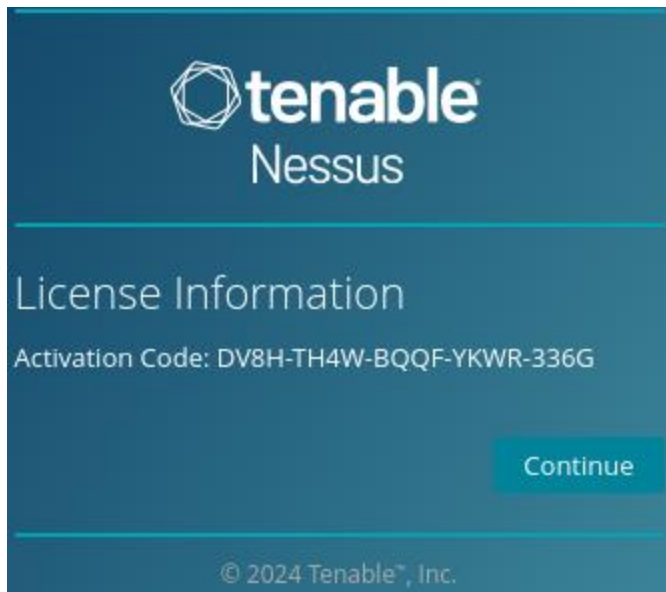 tenable
Nessus
License Information
Activation Code: DV8H-TH4W-BQQF-YKWR-336G
Continue
© 2024 Tenable™, Inc.